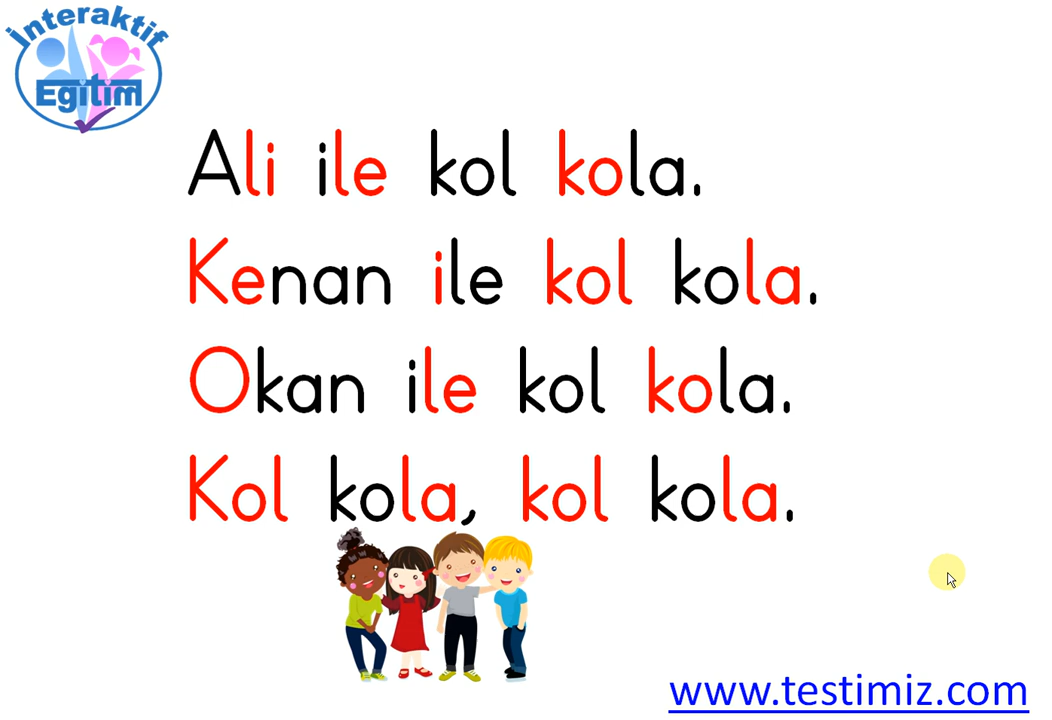 İnteraktif
Egitim
Ali ile kol kola.
Kenan ile kol kola.
Okan ile kol kola.
Kol kola, kol kola.
www.testimiz.com